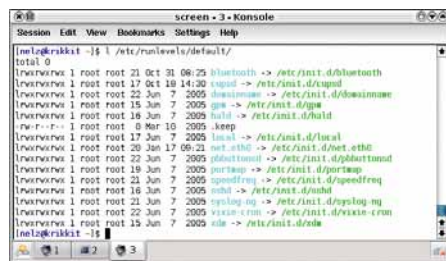 screen - 3 - Konsole
Session Edit View Bookmarks Settings Help
[nelz@krikkit ~]$ l /etc/runlevels/default/
total 0
lrwxrwxrwx 1 root root 21 Oct 31 08:25 bluetooth -> /etc/init.d/bluetooth
lrwxrwxrwx 1 root root 17 Oct 18 14:30 cupsd -> /etc/init.d/cupsd
lrwxrwxrwx 1 root root 22 Jun 7 2005 domainname -> /etc/init.d/domainname
lrwxrwxrwx 1 root root 15 Jun 7 2005 gpm -> /etc/init.d/gpm
lrwxrwxrwx 1 root root 16 Jun 7 2005 hald -> /etc/init.d/hald
-rw-r--r-- 1 root root 0 Mar 10 2005 .keep
lrwxrwxrwx 1 root root 17 Jun 7 2005 local -> /etc/init.d/local
lrwxrwxrwx 1 root root 20 Jan 17 09:21 net.eth0 -> /etc/init.d/net.eth0
lrwxrwxrwx 1 root root 22 Jun 7 2005 pbbuttonsd -> /etc/init.d/pbbuttonsd
lrwxrwxrwx 1 root root 19 Jun 7 2005 portmap -> /etc/init.d/portmap
lrwxrwxrwx 1 root root 21 Jun 7 2005 speedfreq -> /etc/init.d/speedfreq
lrwxrwxrwx 1 root root 16 Jun 7 2005 sshd -> /etc/init.d/sshd
lrwxrwxrwx 1 root root 21 Jun 7 2005 syslog-ng -> /etc/init.d/syslog-ng
lrwxrwxrwx 1 root root 22 Jun 7 2005 vixie-cron -> /etc/init.d/vixie-cron
lrwxrwxrwx 1 root root 15 Jun 7 2005 xdm -> /etc/init.d/xdm
[nelz@krikkit ~]$
1 2 3